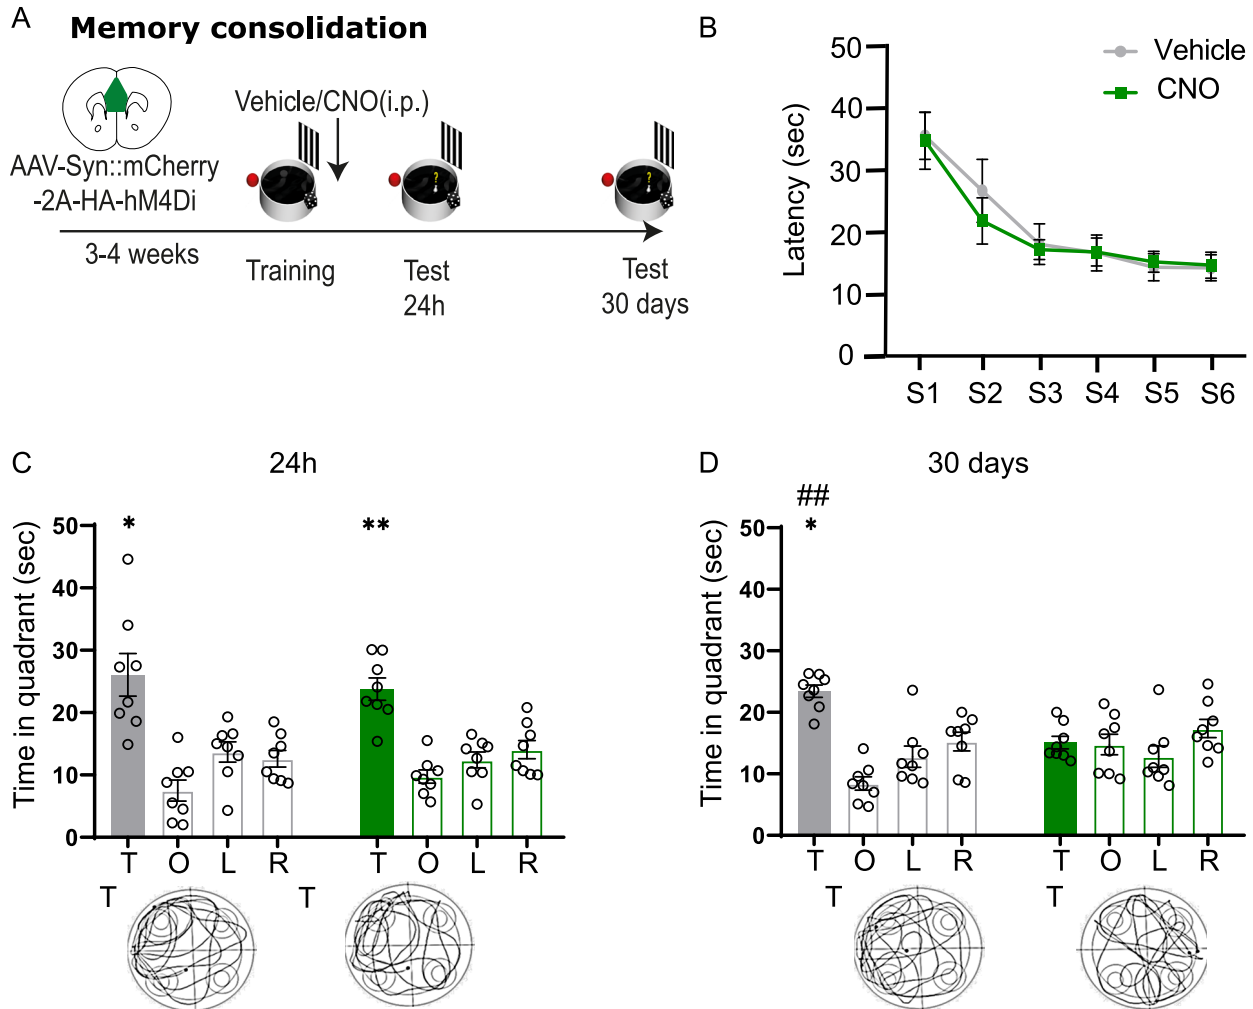 A
Memory consolidation
Vehicle/CNO(i.p.)
AAV-Syn::mCherry
-2A-HA-hM4Di
? ?
3-4 weeks
Training
Test
24h
Test
30 days
B
Vehicle
CNO
Latency (sec)
50
40
30
20
10
0
S1 S2 S3 S4 S5 S6
C
24h
Time in quadrant (sec)
50
40
30
20
10
0
* **
T O L R T O L R
T T
D
30 days
##
*
Time in quadrant (sec)
50
40
30
20
10
0
T O L R T O L R
T T